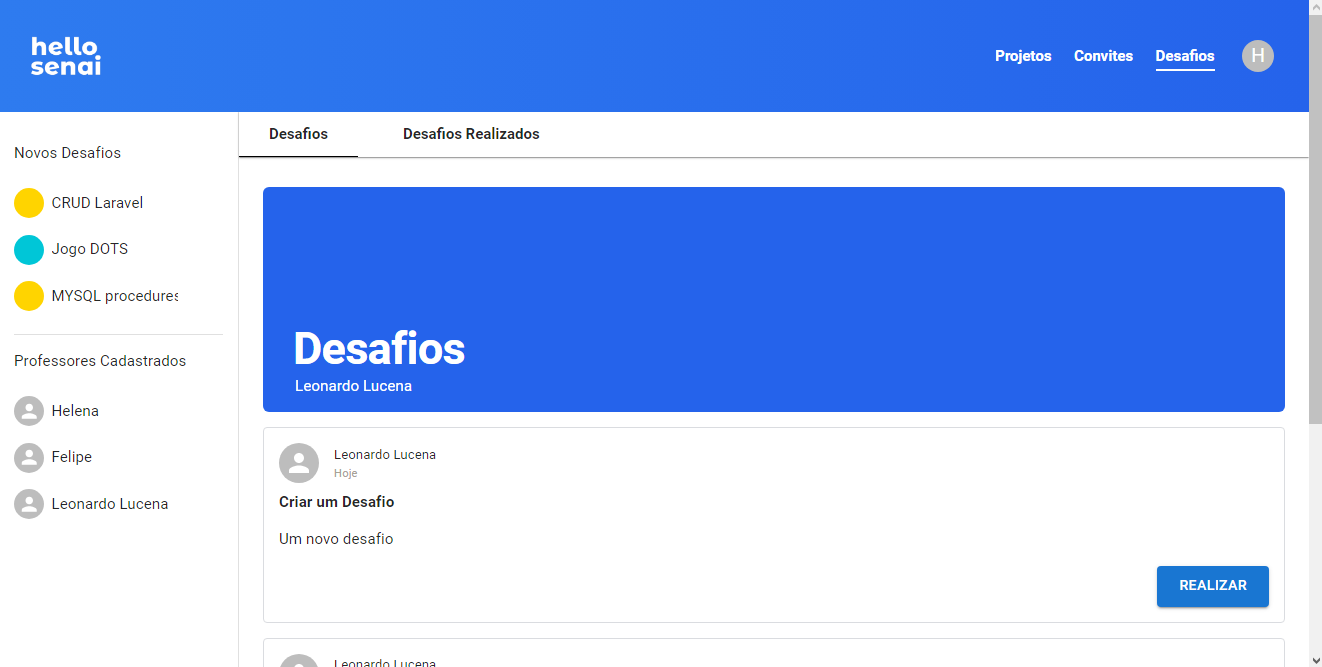 hello
senai
Projetos
Convites
Desafios
H
Novos Desafios
CRUD Laravel
Jogo DOTS
MYSQL procedures
Professores Cadastrados
Helena
Felipe
Leonardo Lucena
Desafios
Desafios Realizados
Desafios
Leonardo Lucena
Leonardo Lucena
Hoje
Criar um Desafio
Um novo desafio
REALIZAR
Leonardo Lucena